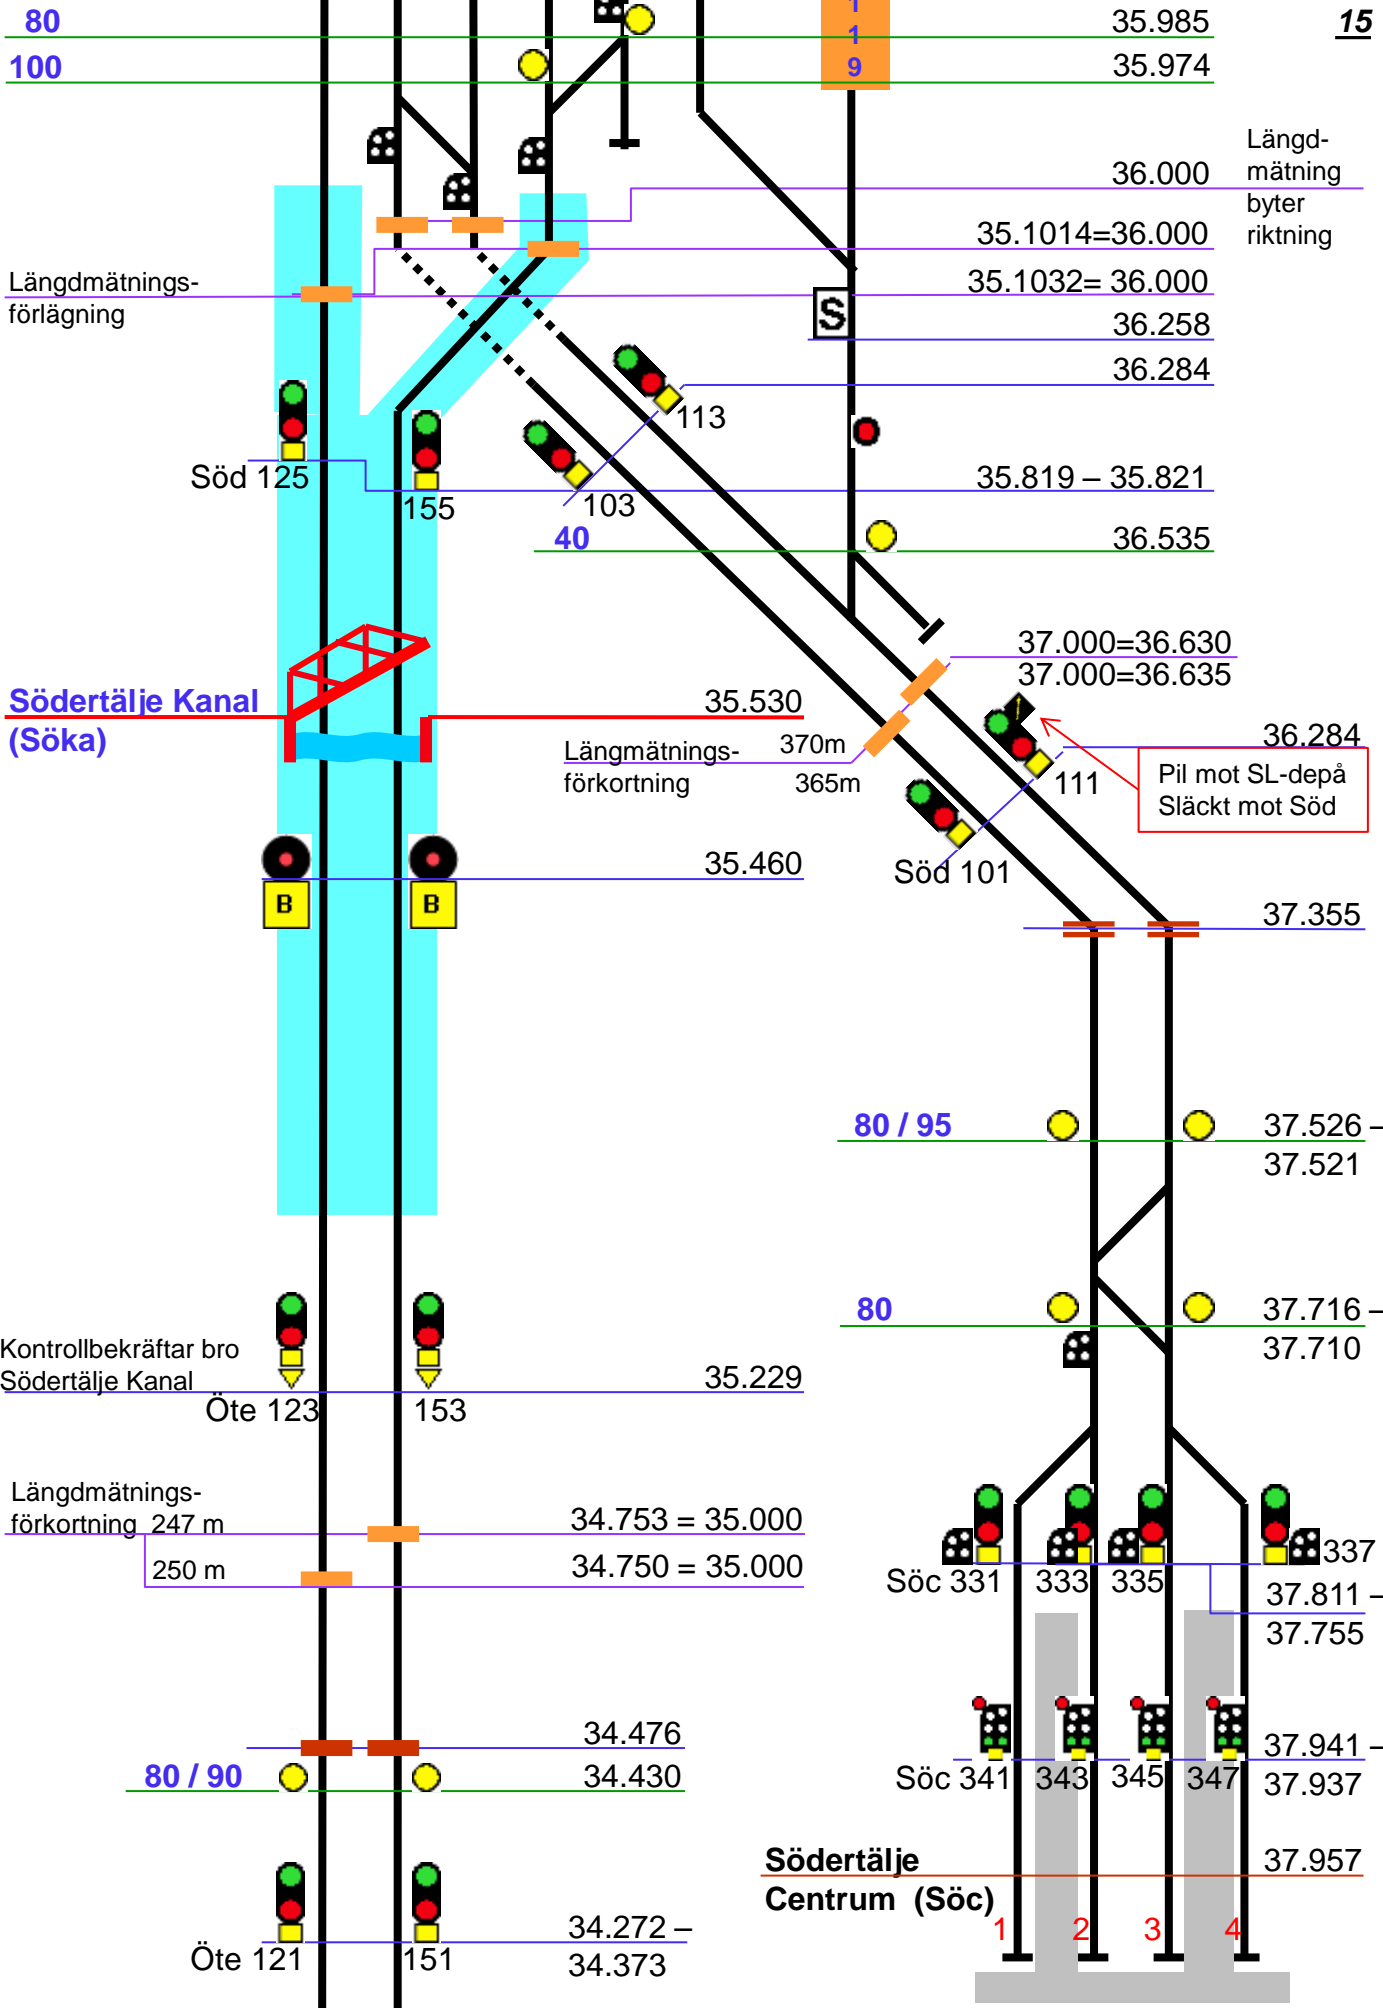 1
80
35.985
15
1
100
9
35.974
Längd-
mätning
byter
riktning
36.000
35.1014=36.000
Längdmätnings-
förlägning
35.1032= 36.000
S
36.258
36.284
113
Söd 125
155
103
35.819 – 35.821
40
36.535
37.000=36.630
37.000=36.635
Södertälje Kanal
(Söka)
35.530
Längmätnings-
förkortning
370m
365m
36.284
111
Pil mot SL-depå
Släckt mot Söd
Söd 101
35.460
B
B
37.355
80 / 95
37.526 –
37.521
80
37.716 –
37.710
Kontrollbekräftar bro
Södertälje Kanal
35.229
Öte 123
153
Längdmätnings-
förkortning 247 m
34.753 = 35.000
250 m
34.750 = 35.000
337
Söc 331
333
335
37.811 –
37.755
34.476
80 / 90
34.430
37.941 –
Söc 341
343
345
347
37.937
Södertälje
Centrum (Söc)
37.957
1
2
3
4
Öte 121
151
34.272 –
34.373